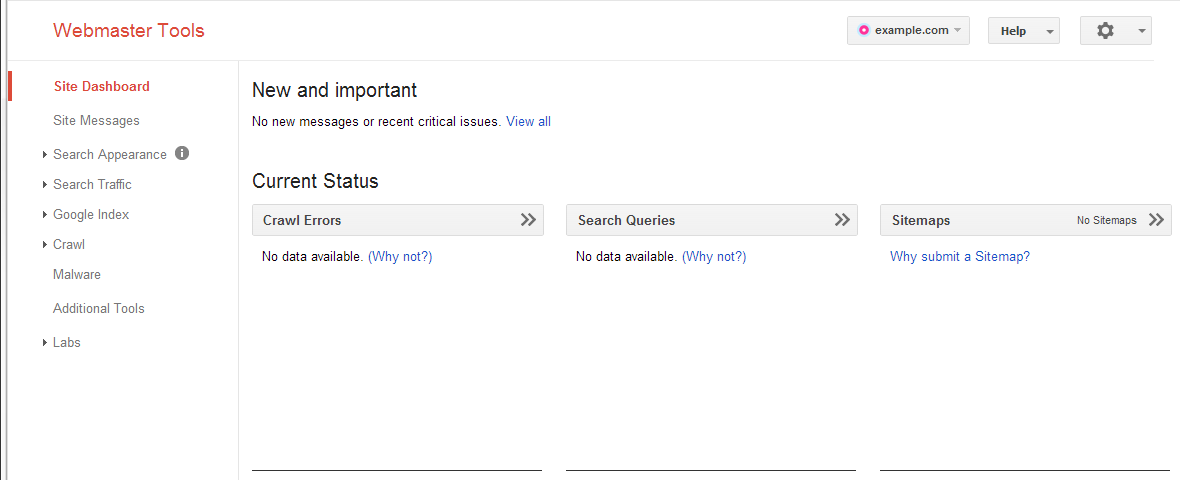 Webmaster Tools
example.com
Help
Site Dashboard
Site Messages
Search Appearance
Search Traffic
Google Index
Crawl
Malware
Additional Tools
Labs
New and important
No new messages or recent critical issues. View all
Current Status
Crawl Errors
No data available. (Why not?)
Search Queries
No data available. (Why not?)
Sitemaps
No Sitemaps
Why submit a Sitemap?